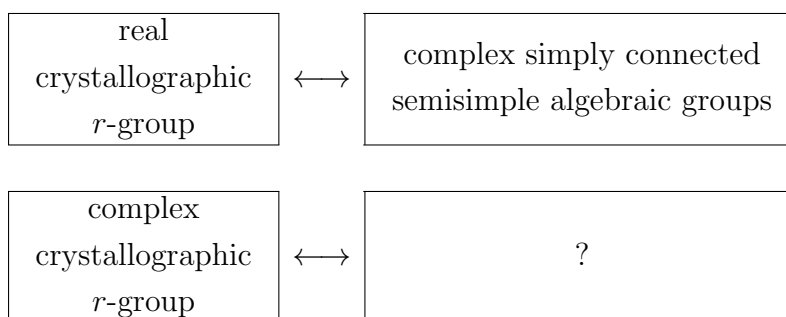 real
crystallographic
r-group
⟷
complex simply connected
semisimple algebraic groups
complex
crystallographic
r-group
⟷
?